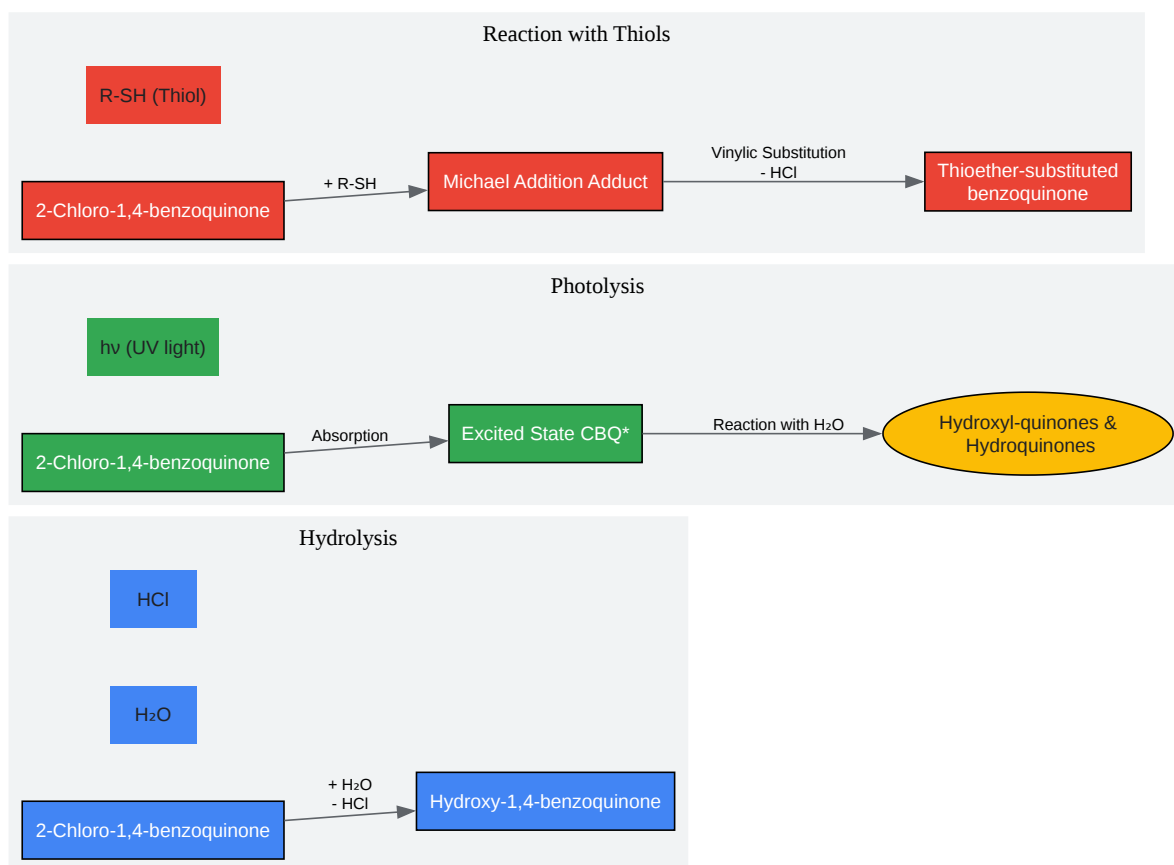 Reaction with Thiols
R-SH (Thiol)
2-Chloro-1,4-benzoquinone
+ R-SH
Michael Addition Adduct
Vinylic Substitution
- HCl
Thioether-substituted
benzoquinone
Photolysis
hν (UV light)
2-Chloro-1,4-benzoquinone
Absorption
Excited State CBQ*
Reaction with H₂O
Hydroxyl-quinones &
Hydroquinones
Hydrolysis
HCl
H₂O
2-Chloro-1,4-benzoquinone
+ H₂O
- HCl
Hydroxy-1,4-benzoquinone